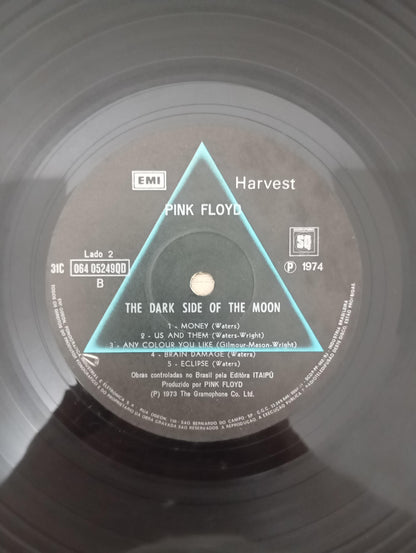 EMI Harvest
PINK FLOYD
Lado 2
31C 064 05249QD
B
SQ
Ⓟ 1974
THE DARK SIDE OF THE MOON
1 - MONEY (Waters)
2 - US AND THEM (Waters-Wright)
3 - ANY COLOUR YOU LIKE (Gilmour-Mason-Wright)
4 - BRAIN DAMAGE (Waters)
5 - ECLIPSE (Waters)
Obras controladas no Brasil pela Editôra ITAIPÚ
Produzido por PINK FLOYD
(P) 1973 The Gramophone Co. Ltd.
INDÚSTRIA BRASILEIRA